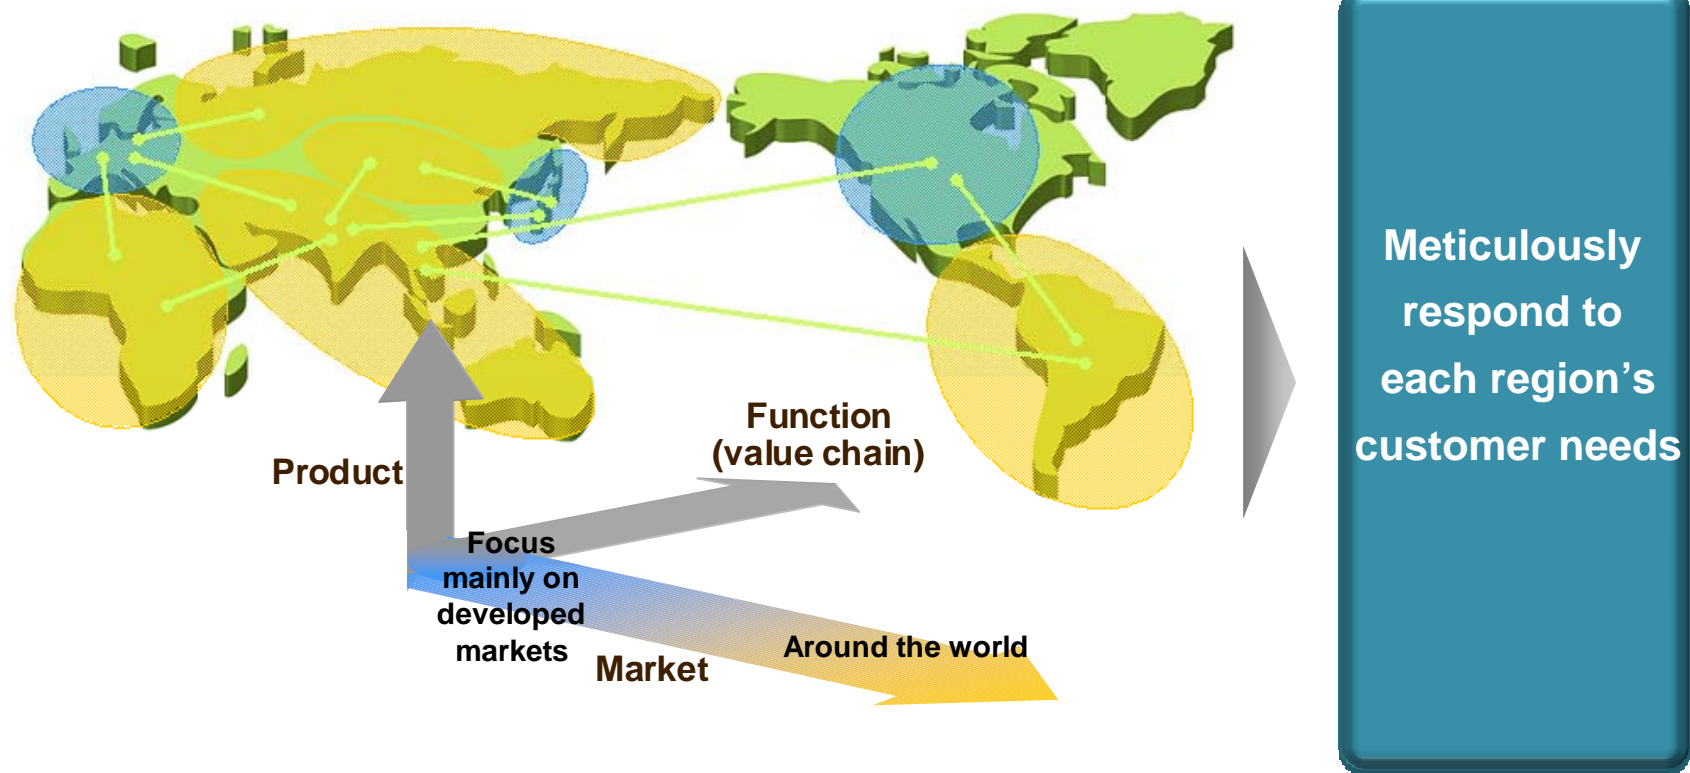 Function
(value chain)
Product
Focus
mainly on
developed
markets
Market
Around the world
Meticulously
respond to
each region’s
customer needs